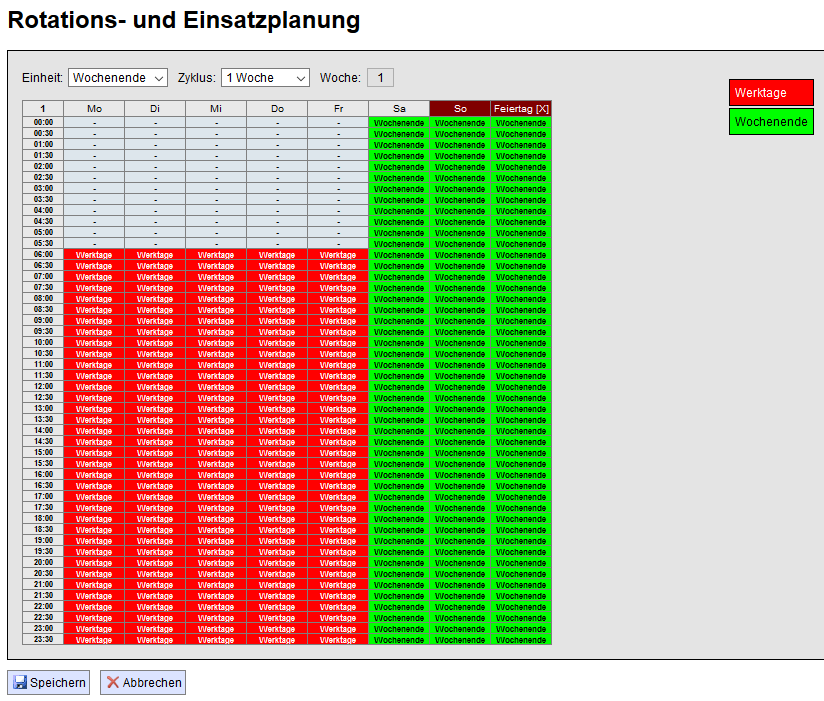 Rotations- und Einsatzplanung
Einheit: Wochenende Zyklus: 1 Woche Woche: 1
Werktage
Wochenende
1 Mo Di Mi Do Fr Sa So Feiertag [X]
00:00 - - - - - Wochenende Wochenende Wochenende
00:30 - - - - - Wochenende Wochenende Wochenende
01:00 - - - - - Wochenende Wochenende Wochenende
01:30 - - - - - Wochenende Wochenende Wochenende
02:00 - - - - - Wochenende Wochenende Wochenende
02:30 - - - - - Wochenende Wochenende Wochenende
03:00 - - - - - Wochenende Wochenende Wochenende
03:30 - - - - - Wochenende Wochenende Wochenende
04:00 - - - - - Wochenende Wochenende Wochenende
04:30 - - - - - Wochenende Wochenende Wochenende
05:00 - - - - - Wochenende Wochenende Wochenende
05:30 - - - - - Wochenende Wochenende Wochenende
06:00 Werktage Werktage Werktage Werktage Werktage Wochenende Wochenende Wochenende
06:30 Werktage Werktage Werktage Werktage Werktage Wochenende Wochenende Wochenende
07:00 Werktage Werktage Werktage Werktage Werktage Wochenende Wochenende Wochenende
07:30 Werktage Werktage Werktage Werktage Werktage Wochenende Wochenende Wochenende
08:00 Werktage Werktage Werktage Werktage Werktage Wochenende Wochenende Wochenende
08:30 Werktage Werktage Werktage Werktage Werktage Wochenende Wochenende Wochenende
09:00 Werktage Werktage Werktage Werktage Werktage Wochenende Wochenende Wochenende
09:30 Werktage Werktage Werktage Werktage Werktage Wochenende Wochenende Wochenende
10:00 Werktage Werktage Werktage Werktage Werktage Wochenende Wochenende Wochenende
10:30 Werktage Werktage Werktage Werktage Werktage Wochenende Wochenende Wochenende
11:00 Werktage Werktage Werktage Werktage Werktage Wochenende Wochenende Wochenende
11:30 Werktage Werktage Werktage Werktage Werktage Wochenende Wochenende Wochenende
12:00 Werktage Werktage Werktage Werktage Werktage Wochenende Wochenende Wochenende
12:30 Werktage Werktage Werktage Werktage Werktage Wochenende Wochenende Wochenende
13:00 Werktage Werktage Werktage Werktage Werktage Wochenende Wochenende Wochenende
13:30 Werktage Werktage Werktage Werktage Werktage Wochenende Wochenende Wochenende
14:00 Werktage Werktage Werktage Werktage Werktage Wochenende Wochenende Wochenende
14:30 Werktage Werktage Werktage Werktage Werktage Wochenende Wochenende Wochenende
15:00 Werktage Werktage Werktage Werktage Werktage Wochenende Wochenende Wochenende
15:30 Werktage Werktage Werktage Werktage Werktage Wochenende Wochenende Wochenende
16:00 Werktage Werktage Werktage Werktage Werktage Wochenende Wochenende Wochenende
16:30 Werktage Werktage Werktage Werktage Werktage Wochenende Wochenende Wochenende
17:00 Werktage Werktage Werktage Werktage Werktage Wochenende Wochenende Wochenende
17:30 Werktage Werktage Werktage Werktage Werktage Wochenende Wochenende Wochenende
18:00 Werktage Werktage Werktage Werktage Werktage Wochenende Wochenende Wochenende
18:30 Werktage Werktage Werktage Werktage Werktage Wochenende Wochenende Wochenende
19:00 Werktage Werktage Werktage Werktage Werktage Wochenende Wochenende Wochenende
19:30 Werktage Werktage Werktage Werktage Werktage Wochenende Wochenende Wochenende
20:00 Werktage Werktage Werktage Werktage Werktage Wochenende Wochenende Wochenende
20:30 Werktage Werktage Werktage Werktage Werktage Wochenende Wochenende Wochenende
21:00 Werktage Werktage Werktage Werktage Werktage Wochenende Wochenende Wochenende
21:30 Werktage Werktage Werktage Werktage Werktage Wochenende Wochenende Wochenende
22:00 Werktage Werktage Werktage Werktage Werktage Wochenende Wochenende Wochenende
22:30 Werktage Werktage Werktage Werktage Werktage Wochenende Wochenende Wochenende
23:00 Werktage Werktage Werktage Werktage Werktage Wochenende Wochenende Wochenende
23:30 Werktage Werktage Werktage Werktage Werktage Wochenende Wochenende Wochenende
Speichern Abbrechen